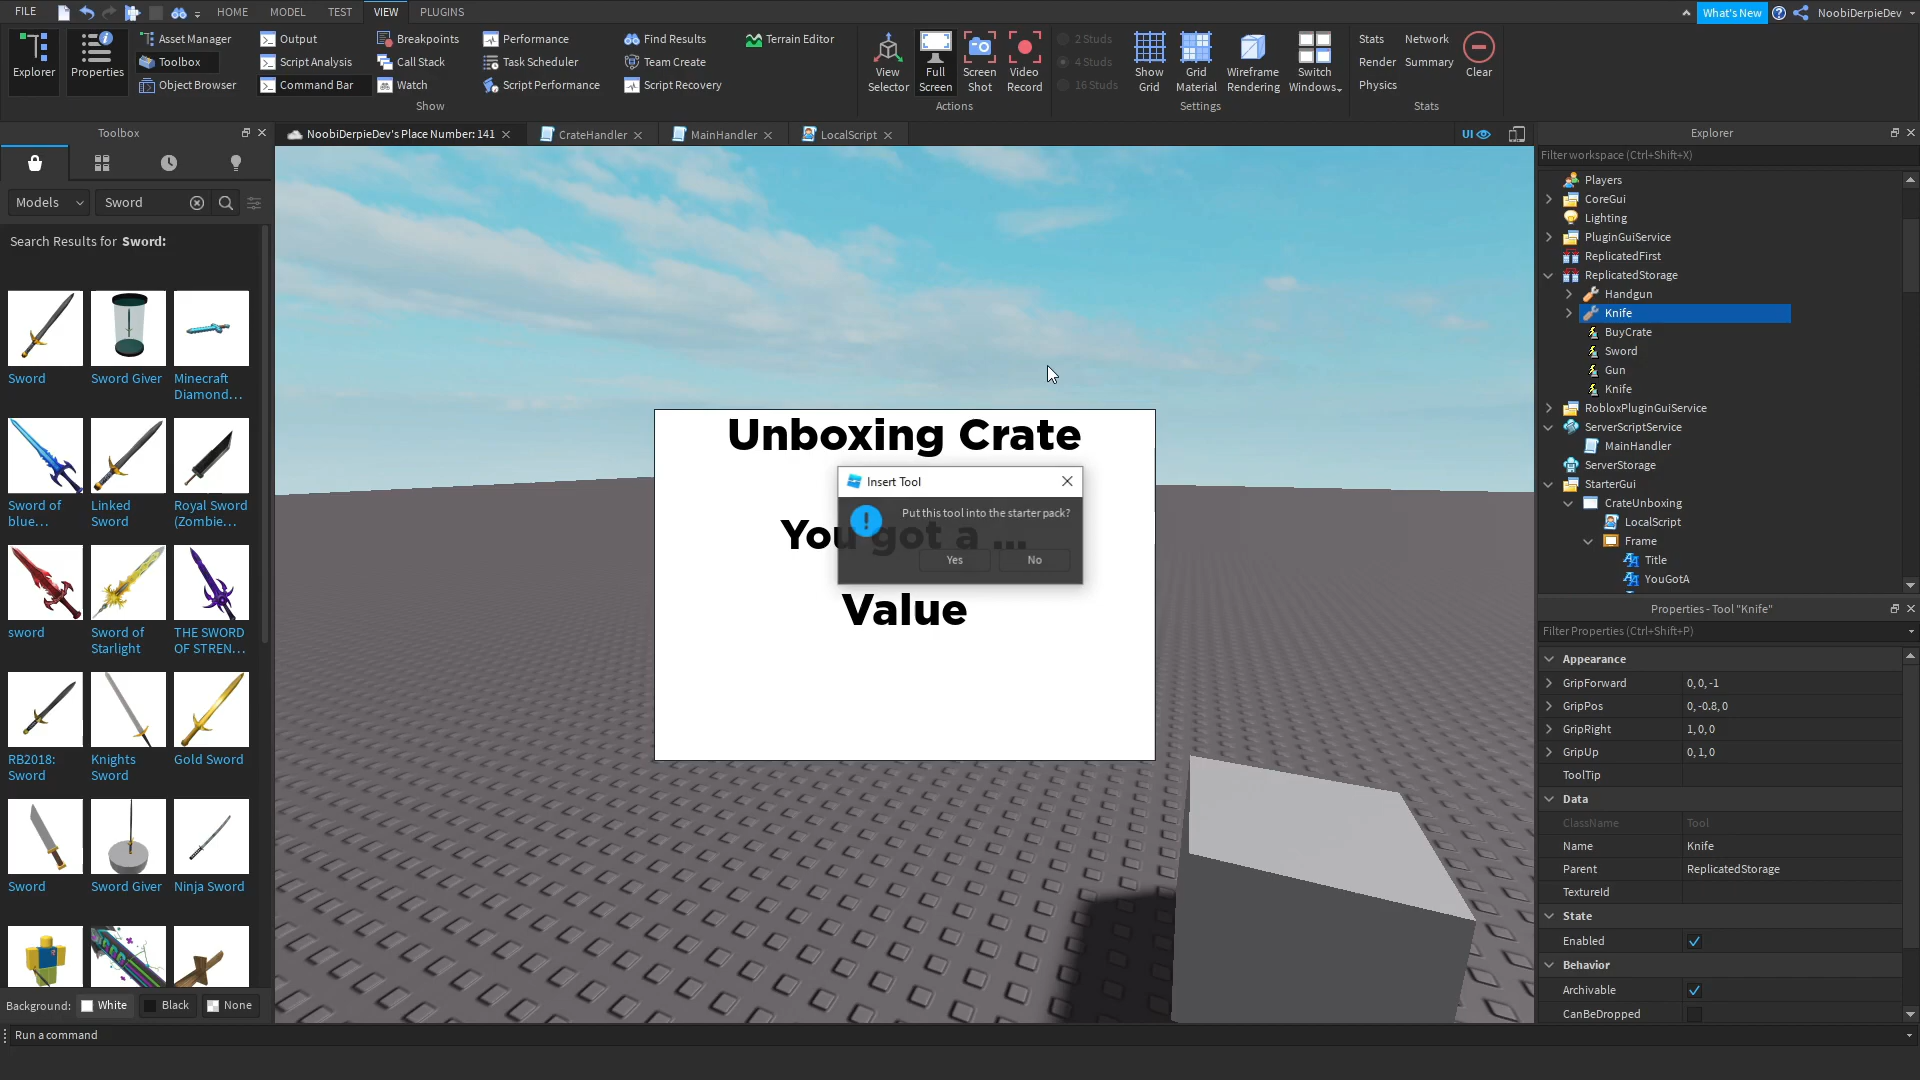 FILE
HOME
MODEL
TEST
VIEW
PLUGINS
What's New
NoobiDerpieDev
Explorer
Properties
Asset Manager
Toolbox
Object Browser
Output
Script Analysis
Command Bar
Breakpoints
Call Stack
Watch
Performance
Task Scheduler
Script Performance
Find Results
Team Create
Script Recovery
Terrain Editor
Show
View
Selector
Full
Screen
Screen
Shot
Video
Record
Actions
2 Studs
4 Studs
16 Studs
Show
Grid
Grid
Material
Wireframe
Rendering
Switch
Windows
Settings
Stats
Network
Render
Summary
Physics
Clear
Stats
Toolbox
NoobiDerpieDev's Place Number: 141
CrateHandler
MainHandler
LocalScript
UI
Explorer
Models
Sword
Search Results for Sword:
Sword
Sword Giver
Minecraft
Diamond...
Sword of
blue...
Linked
Sword
Royal Sword
(Zombie...
sword
Sword of
Starlight
THE SWORD
OF STREN...
RB2018:
Sword
Knights
Sword
Gold Sword
Sword
Sword Giver
Ninja Sword
Background:
White
Black
None
Run a command
Unboxing Crate
You got a ...
Value
Insert Tool
Put this tool into the starter pack?
Yes
No
Filter workspace (Ctrl+Shift+X)
Players
CoreGui
Lighting
PluginGuiService
ReplicatedFirst
ReplicatedStorage
Handgun
Knife
BuyCrate
Sword
Gun
Knife
RobloxPluginGuiService
ServerScriptService
MainHandler
ServerStorage
StarterGui
CrateUnboxing
LocalScript
Frame
Title
YouGotA
Properties - Tool "Knife"
Filter Properties (Ctrl+Shift+P)
Appearance
GripForward 0, 0, -1
GripPos 0, -0.8, 0
GripRight 1, 0, 0
GripUp 0, 1, 0
ToolTip
Data
ClassName Tool
Name Knife
Parent ReplicatedStorage
TextureId
State
Enabled
Behavior
Archivable
CanBeDropped